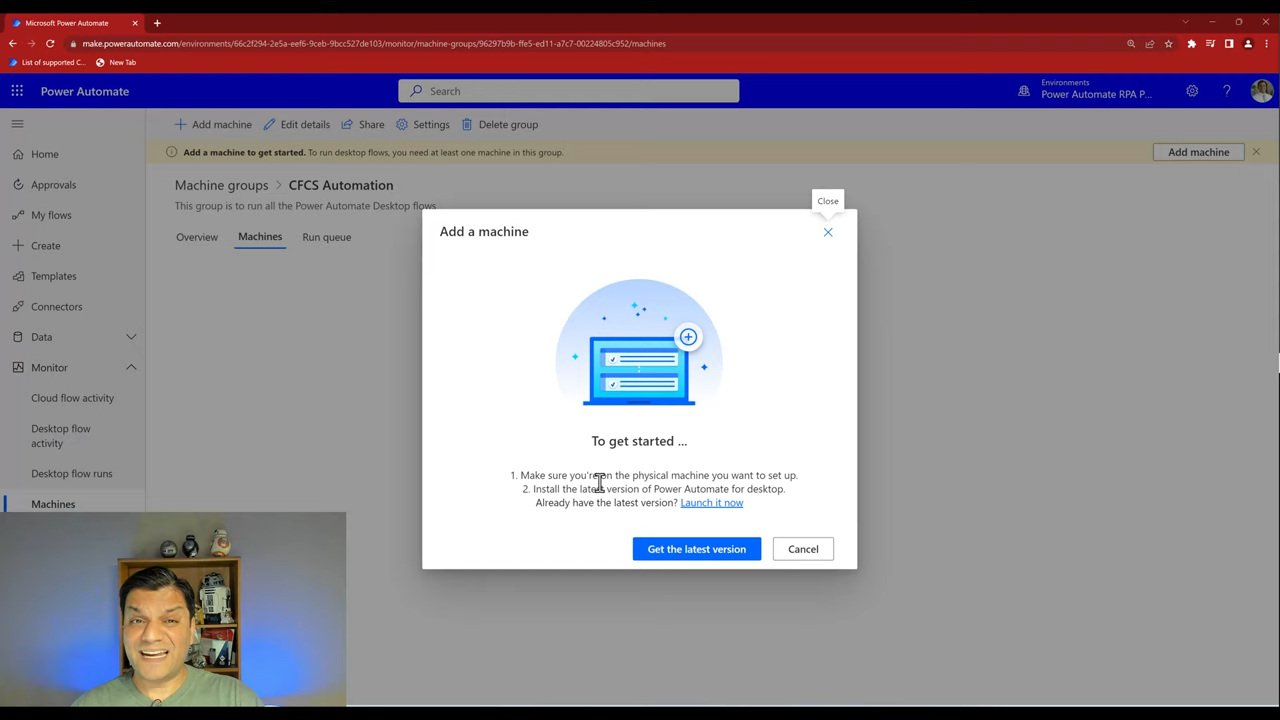 Microsoft Power Automate
make.powerautomate.com/environments/66c2f294-2e5a-eef6-9ceb-9bcc527de103/monitor/machine-groups/96297b9b-ffe5-ed11-a7c7-00224805c952/machines
List of supported C...
New Tab
Power Automate
Search
Environments
Power Automate RPA P...
Add machine
Edit details
Share
Settings
Delete group
Add a machine to get started. To run desktop flows, you need at least one machine in this group.
Add machine
Home
Approvals
My flows
Create
Templates
Connectors
Data
Monitor
Cloud flow activity
Desktop flow
activity
Desktop flow runs
Machines
Machine groups > CFCS Automation
This group is to run all the Power Automate Desktop flows
Overview
Machines
Run queue
Close
Add a machine
To get started ...
1. Make sure you're on the physical machine you want to set up.
2. Install the latest version of Power Automate for desktop.
Already have the latest version? Launch it now
Get the latest version
Cancel